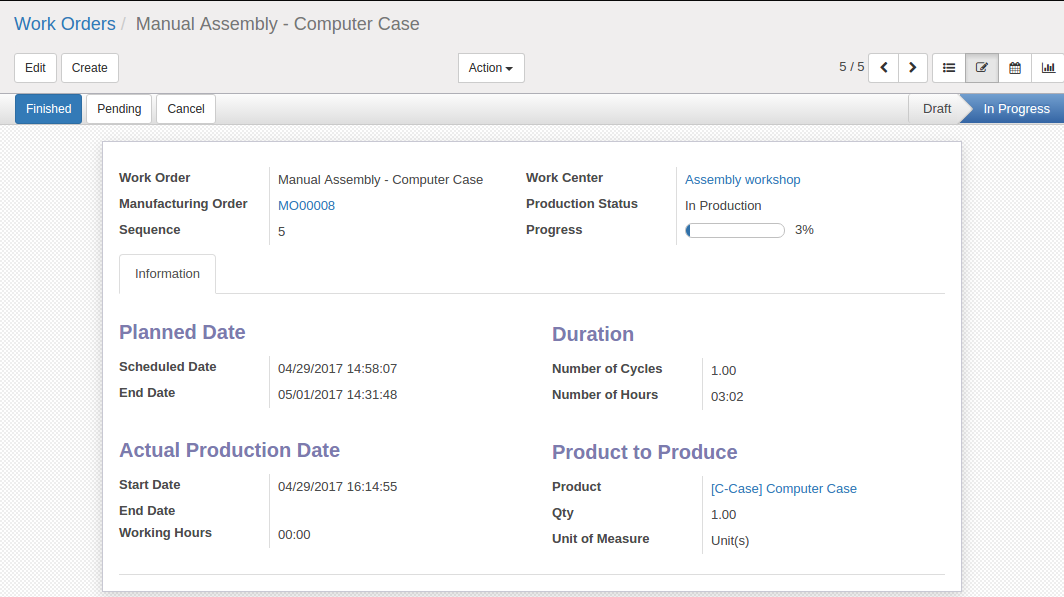 Work Orders / Manual Assembly - Computer Case
Edit Create Action 5 / 5
Finished Pending Cancel Draft In Progress
Work Order Manual Assembly - Computer Case Work Center Assembly workshop
Manufacturing Order MO00008 Production Status In Production
Sequence 5 Progress 3%
Information
Planned Date Duration
Scheduled Date 04/29/2017 14:58:07 Number of Cycles 1.00
End Date 05/01/2017 14:31:48 Number of Hours 03:02
Actual Production Date Product to Produce
Start Date 04/29/2017 16:14:55 Product [C-Case] Computer Case
End Date Qty 1.00
Working Hours 00:00 Unit of Measure Unit(s)